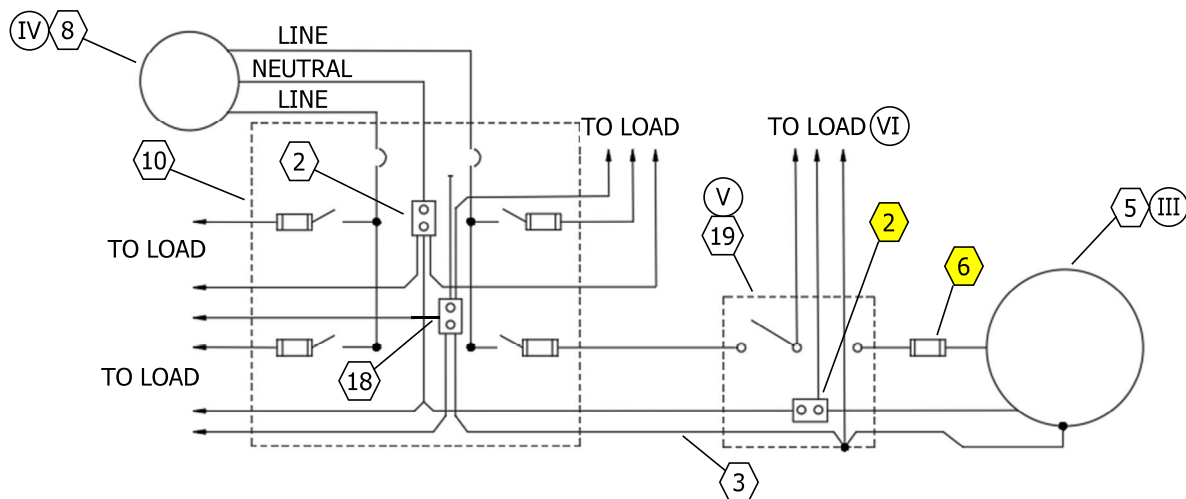 IV 8
LINE
NEUTRAL
LINE
TO LOAD
TO LOAD VI
10
2
V
19
2
5 III
6
TO LOAD
18
TO LOAD
3